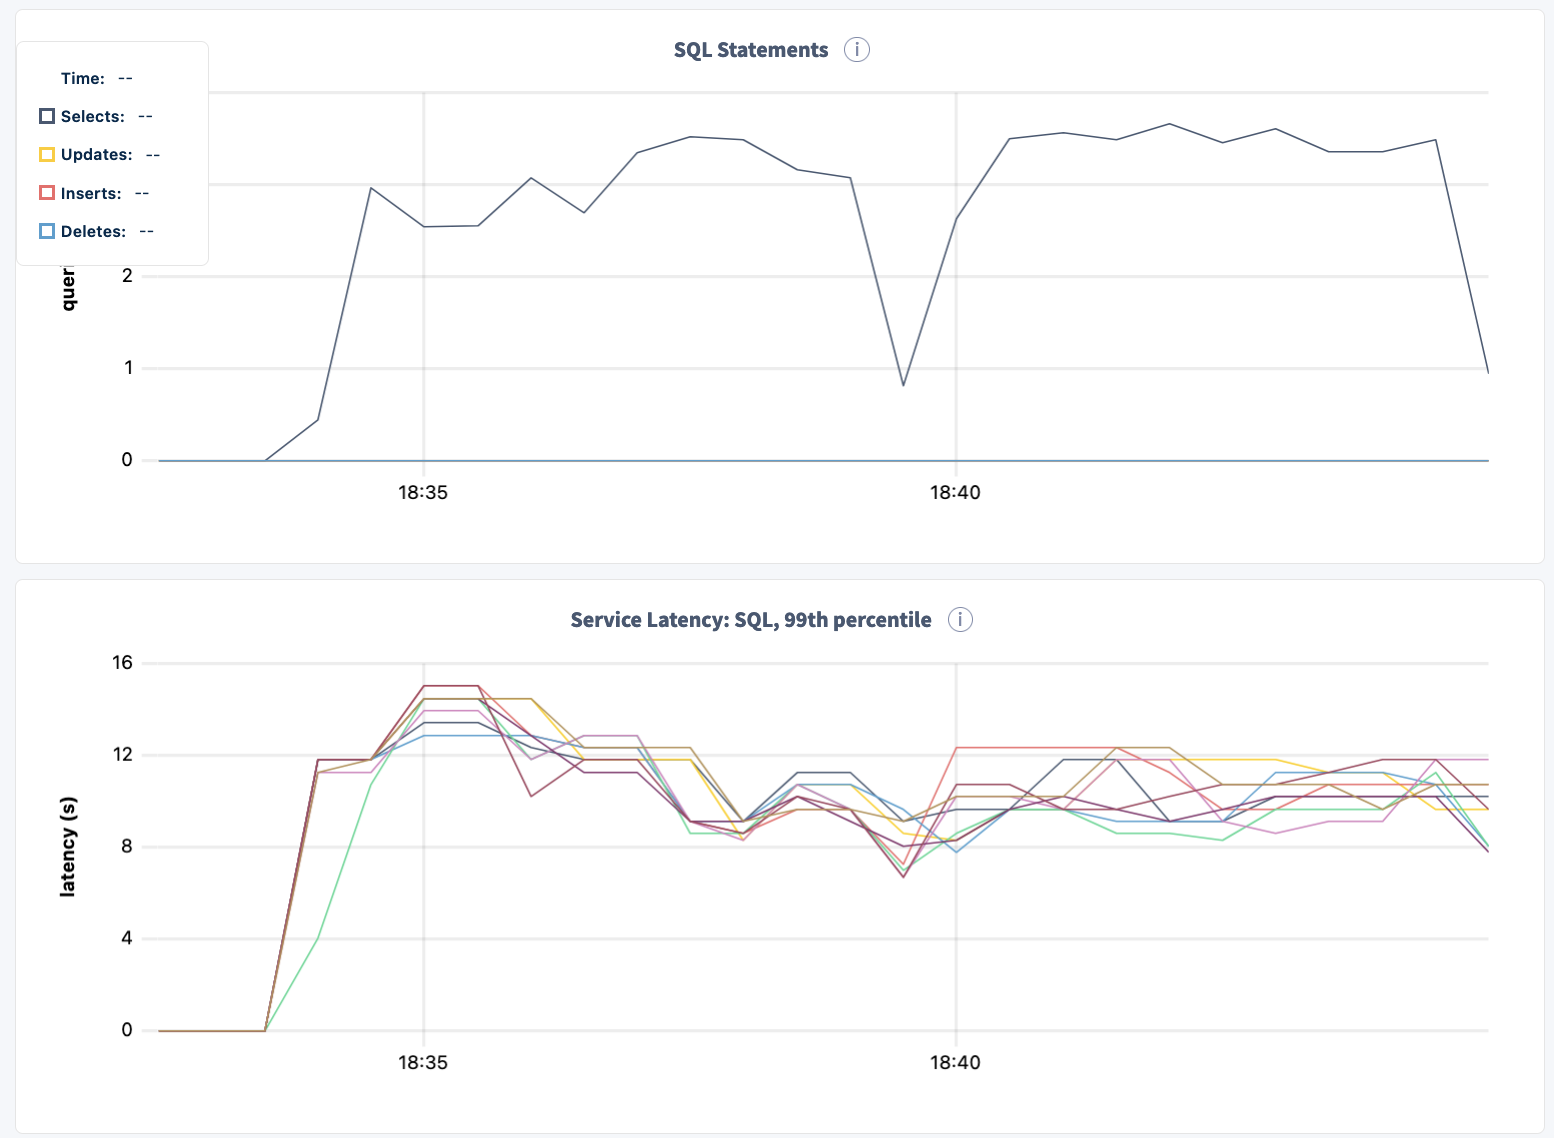 SQL Statements i
Time: --
Selects: --
Updates: --
Inserts: --
Deletes: --
2
1
0
18:35 18:40
Service Latency: SQL, 99th percentile i
latency (s)
16
12
8
4
0
18:35 18:40